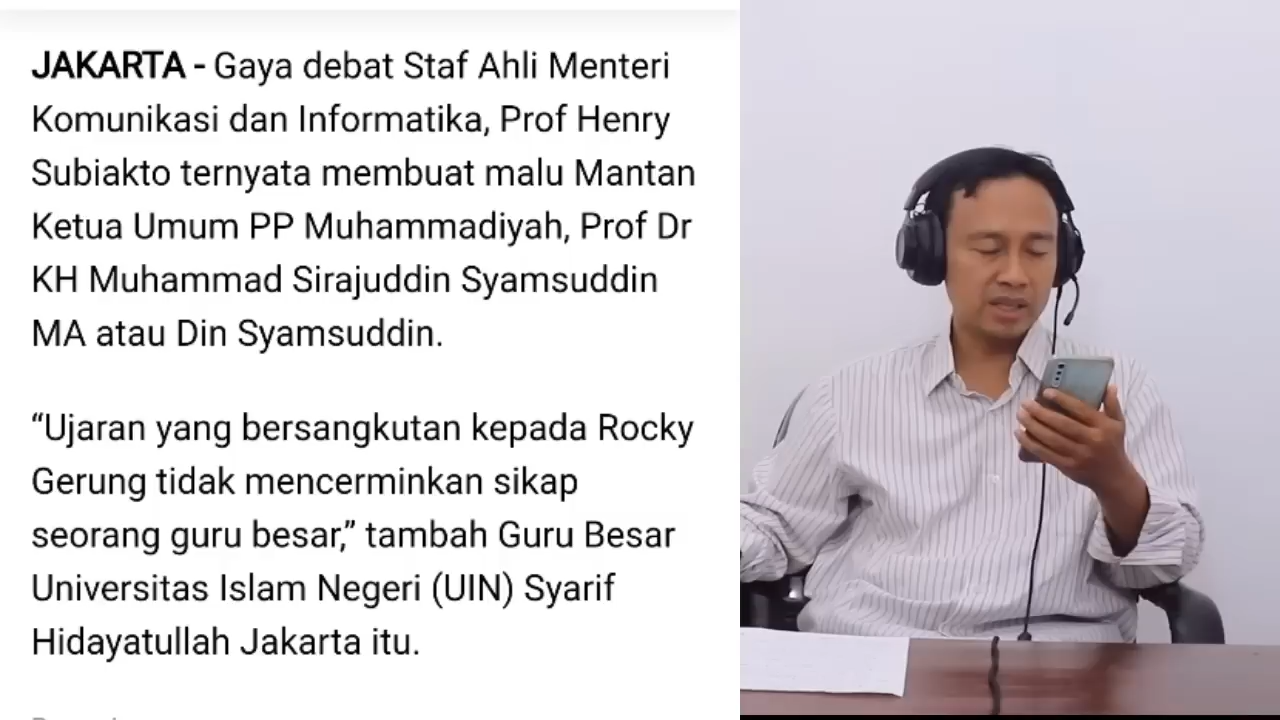 JAKARTA - Gaya debat Staf Ahli Menteri
Komunikasi dan Informatika, Prof Henry
Subiakto ternyata membuat malu Mantan
Ketua Umum PP Muhammadiyah, Prof Dr
KH Muhammad Sirajuddin Syamsuddin
MA atau Din Syamsuddin.
“Ujaran yang bersangkutan kepada Rocky
Gerung tidak mencerminkan sikap
seorang guru besar,” tambah Guru Besar
Universitas Islam Negeri (UIN) Syarif
Hidayatullah Jakarta itu.